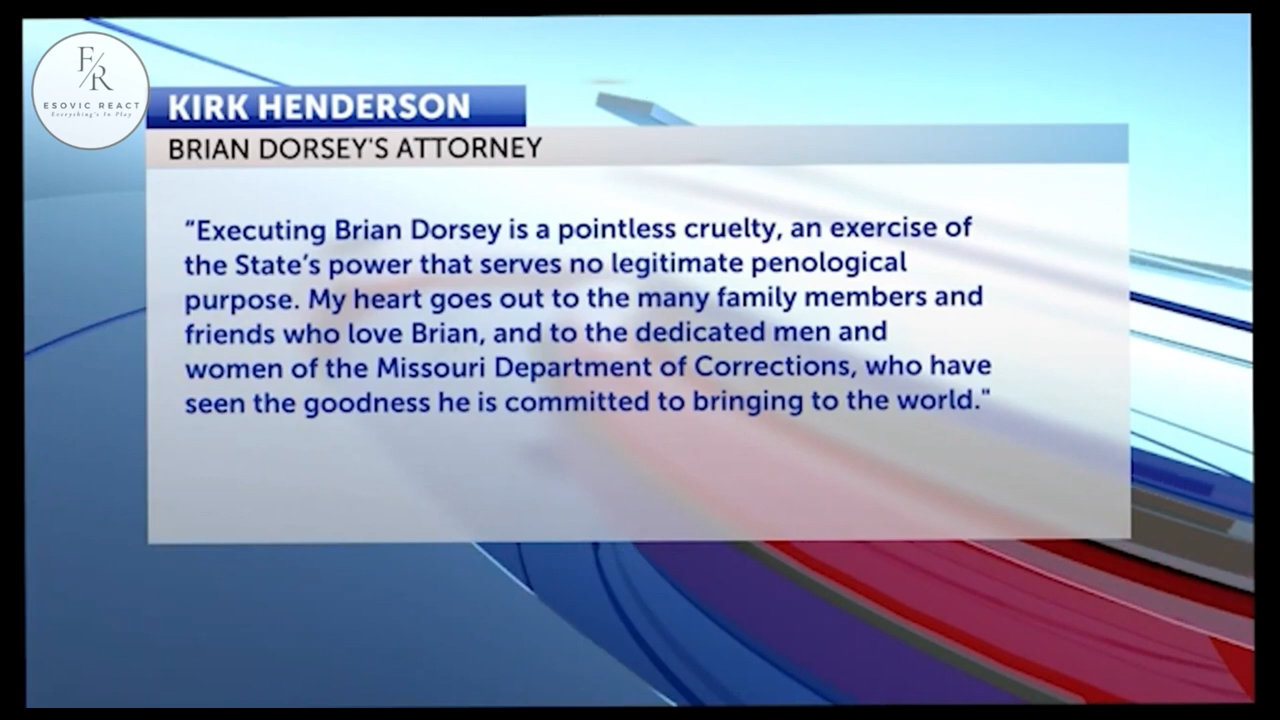 F/R
ESOVIC REACT
Everything's In Play
KIRK HENDERSON
BRIAN DORSEY'S ATTORNEY
“Executing Brian Dorsey is a pointless cruelty, an exercise of
the State’s power that serves no legitimate penological
purpose. My heart goes out to the many family members and
friends who love Brian, and to the dedicated men and
women of the Missouri Department of Corrections, who have
seen the goodness he is committed to bringing to the world."